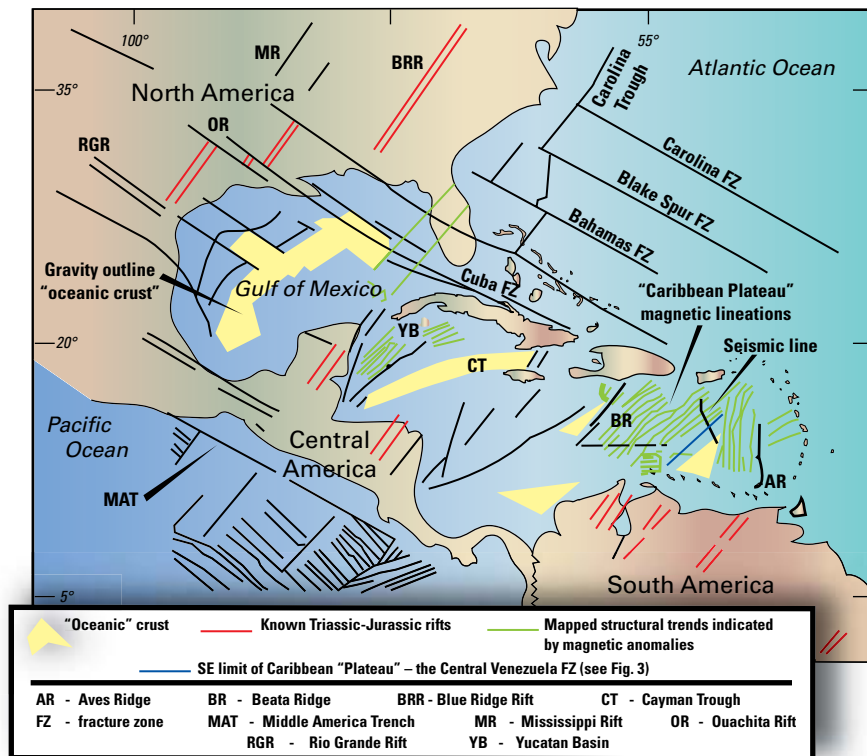 100°
55°
MR
BRR
Atlantic Ocean
Carolina
Trough
35°
North America
OR
RGR
Carolina FZ
Blake Spur FZ
Bahamas FZ
Gravity outline
"oceanic crust"
Gulf of Mexico
Cuba FZ
"Caribbean Plateau"
magnetic lineations
YB
Seismic line
20°
CT
Pacific
Ocean
BR
Central
America
AR
MAT
South America
5°
"Oceanic" crust
Known Triassic-Jurassic rifts
Mapped structural trends indicated
by magnetic anomalies
SE limit of Caribbean "Plateau" – the Central Venezuela FZ (see Fig. 3)
AR - Aves Ridge BR - Beata Ridge BRR - Blue Ridge Rift CT - Cayman Trough
FZ - fracture zone MAT - Middle America Trench MR - Mississippi Rift OR - Ouachita Rift
RGR - Rio Grande Rift YB - Yucatan Basin